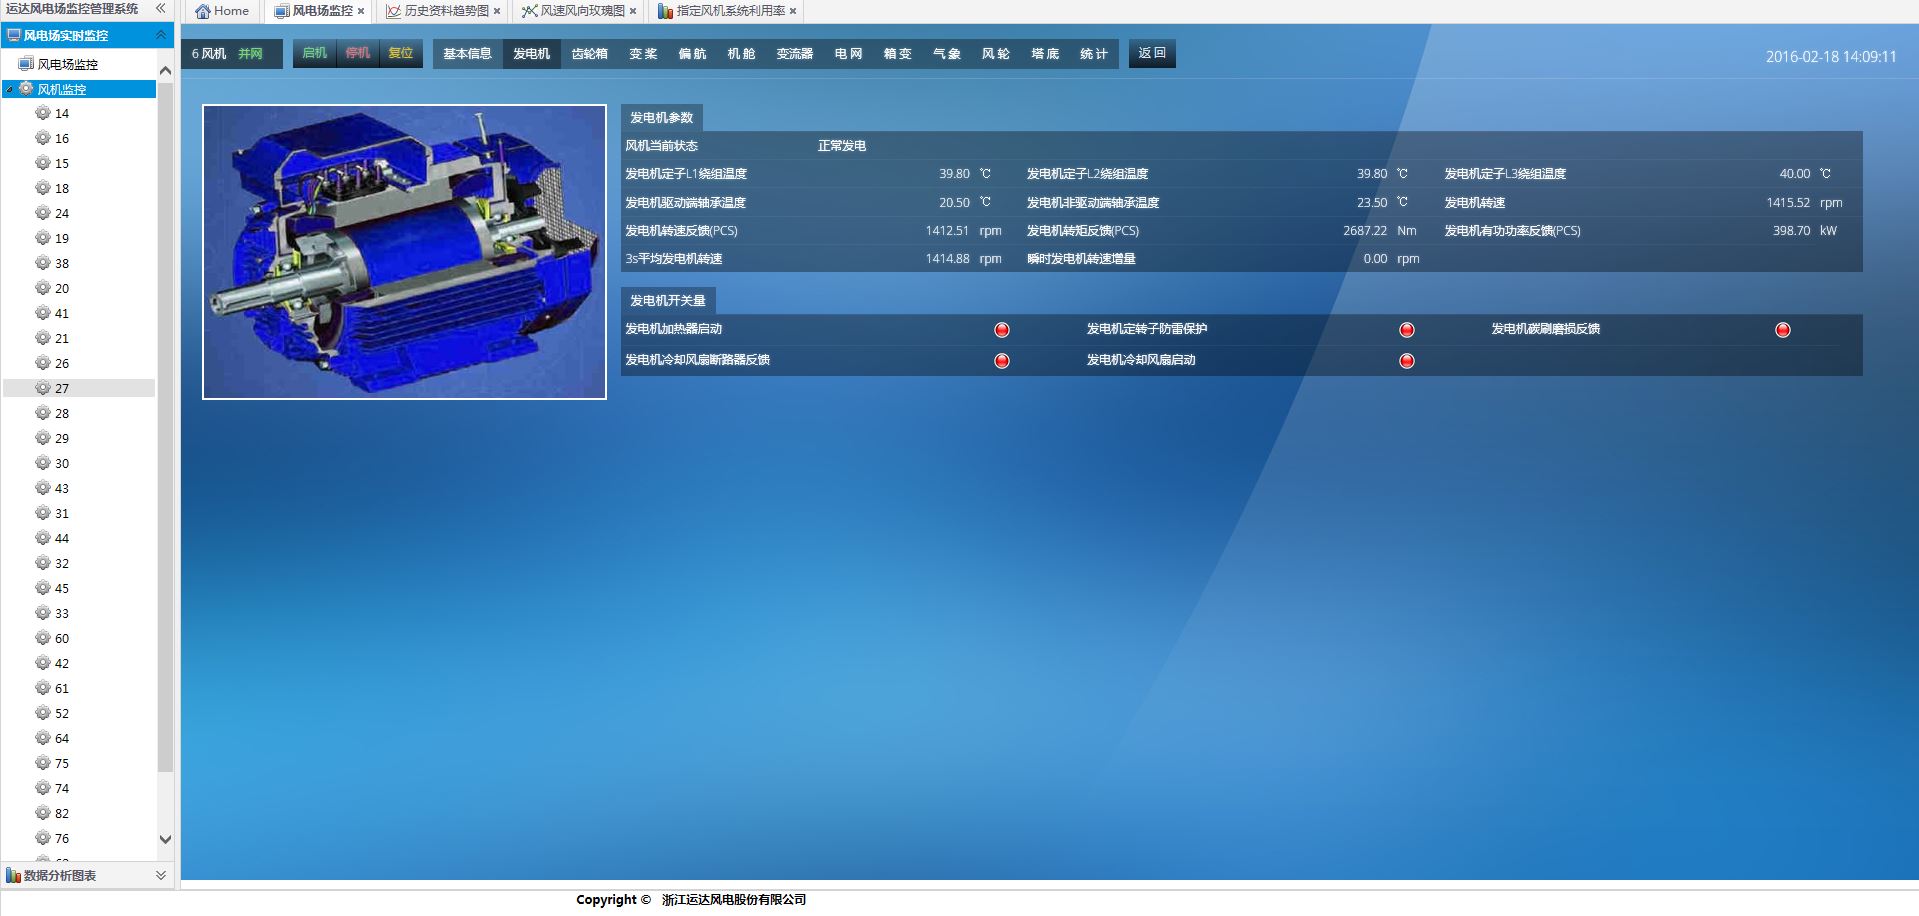 运达风电场监控管理系统
Home
风电场监控
历史资料趋势图
风速风向玫瑰图
指定风机系统利用率
风电场实时监控
风电场监控
风机监控
14
16
15
18
24
19
38
20
41
21
26
27
28
29
30
43
31
44
32
45
33
60
42
61
52
64
75
74
82
76
数据分析图表
6 风机 并网
启机 停机 复位
基本信息 发电机 齿轮箱 变桨 偏航 机舱 变流器 电网 箱变 气象 风轮 塔底 统计
返回
2016-02-18 14:09:11
发电机参数
风机当前状态 正常发电
发电机定子L1绕组温度 39.80 ℃ 发电机定子L2绕组温度 39.80 ℃ 发电机定子L3绕组温度 40.00 ℃
发电机驱动端轴承温度 20.50 ℃ 发电机非驱动端轴承温度 23.50 ℃ 发电机转速 1415.52 rpm
发电机转速反馈(PCS) 1412.51 rpm 发电机转矩反馈(PCS) 2687.22 Nm 发电机有功功率反馈(PCS) 398.70 kW
3s平均发电机转速 1414.88 rpm 瞬时发电机转速增量 0.00 rpm
发电机开关量
发电机加热器启动 发电机定转子防雷保护 发电机碳刷磨损反馈
发电机冷却风扇断路器反馈 发电机冷却风扇启动
Copyright © 浙江运达风电股份有限公司